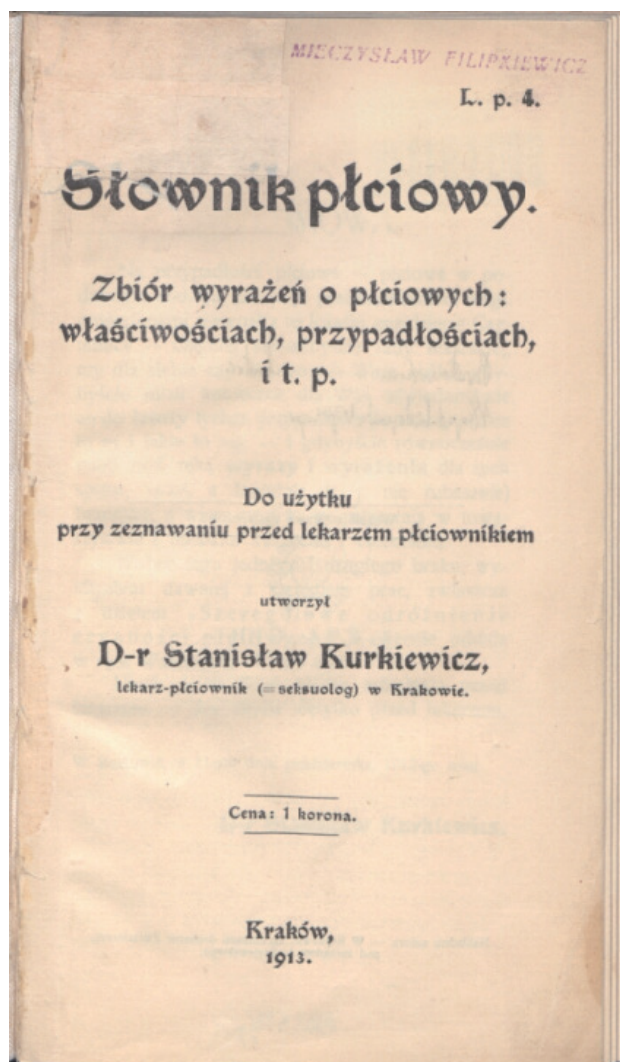 MIECZYSŁAW FILIPKIEWICZ
L. p. 4.
Słownik płciowy.
Zbiór wyrażeń o płciowych:
właściwościach, przypadłościach,
i t. p.
Do użytku
przy zeznawaniu przed lekarzem płciownikiem
utworzył
D-r Stanisław Kurkiewicz,
lekarz-płciownik (=seksuolog) w Krakowie.
Cena: 1 korona.
Kraków,
1913.